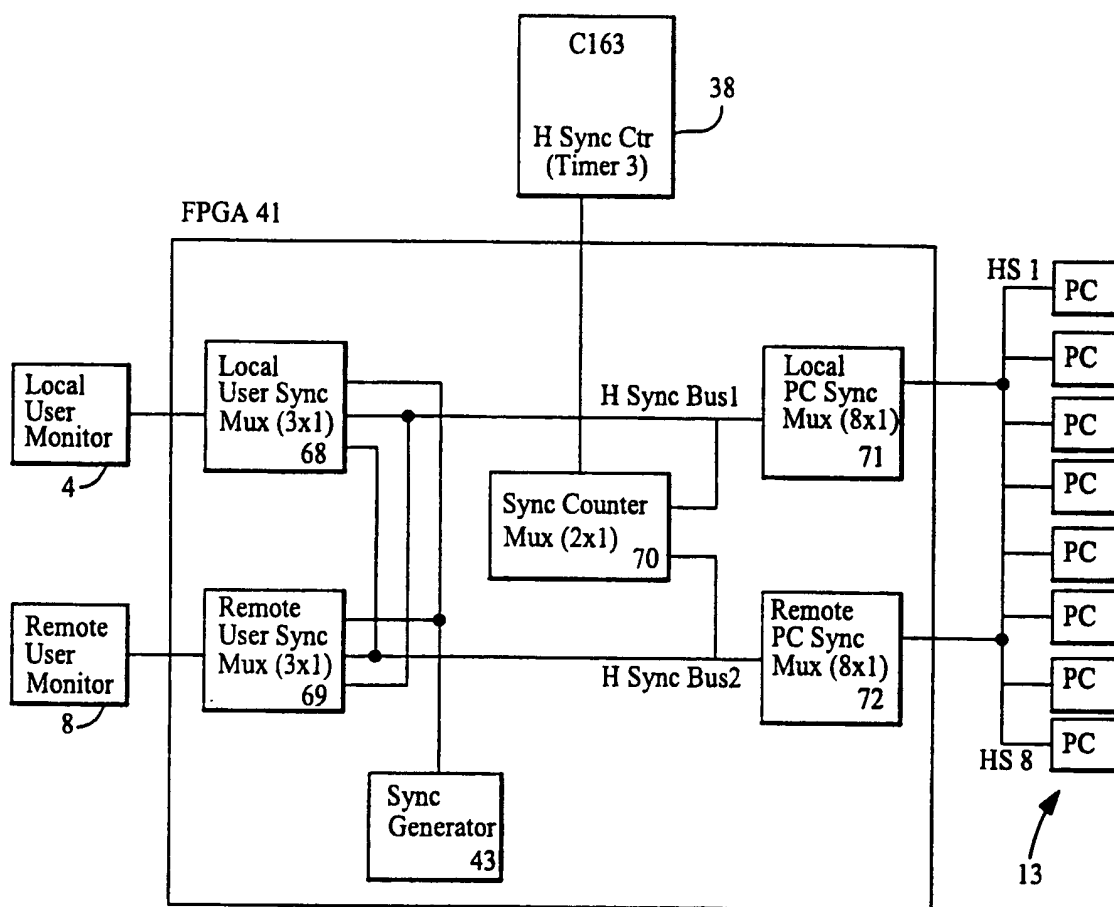 C163
H Sync Ctr
(Timer 3)
38
FPGA 41
HS 1
PC
PC
PC
PC
PC
PC
PC
PC
HS 8
13
Local
User
Monitor
4
Local
User Sync
Mux (3x1)
68
H Sync Bus1
Local
PC Sync
Mux (8x1)
71
Sync Counter
Mux (2x1)
70
Remote
User
Monitor
8
Remote
User Sync
Mux (3x1)
69
H Sync Bus2
Remote
PC Sync
Mux (8x1)
72
Sync
Generator
43